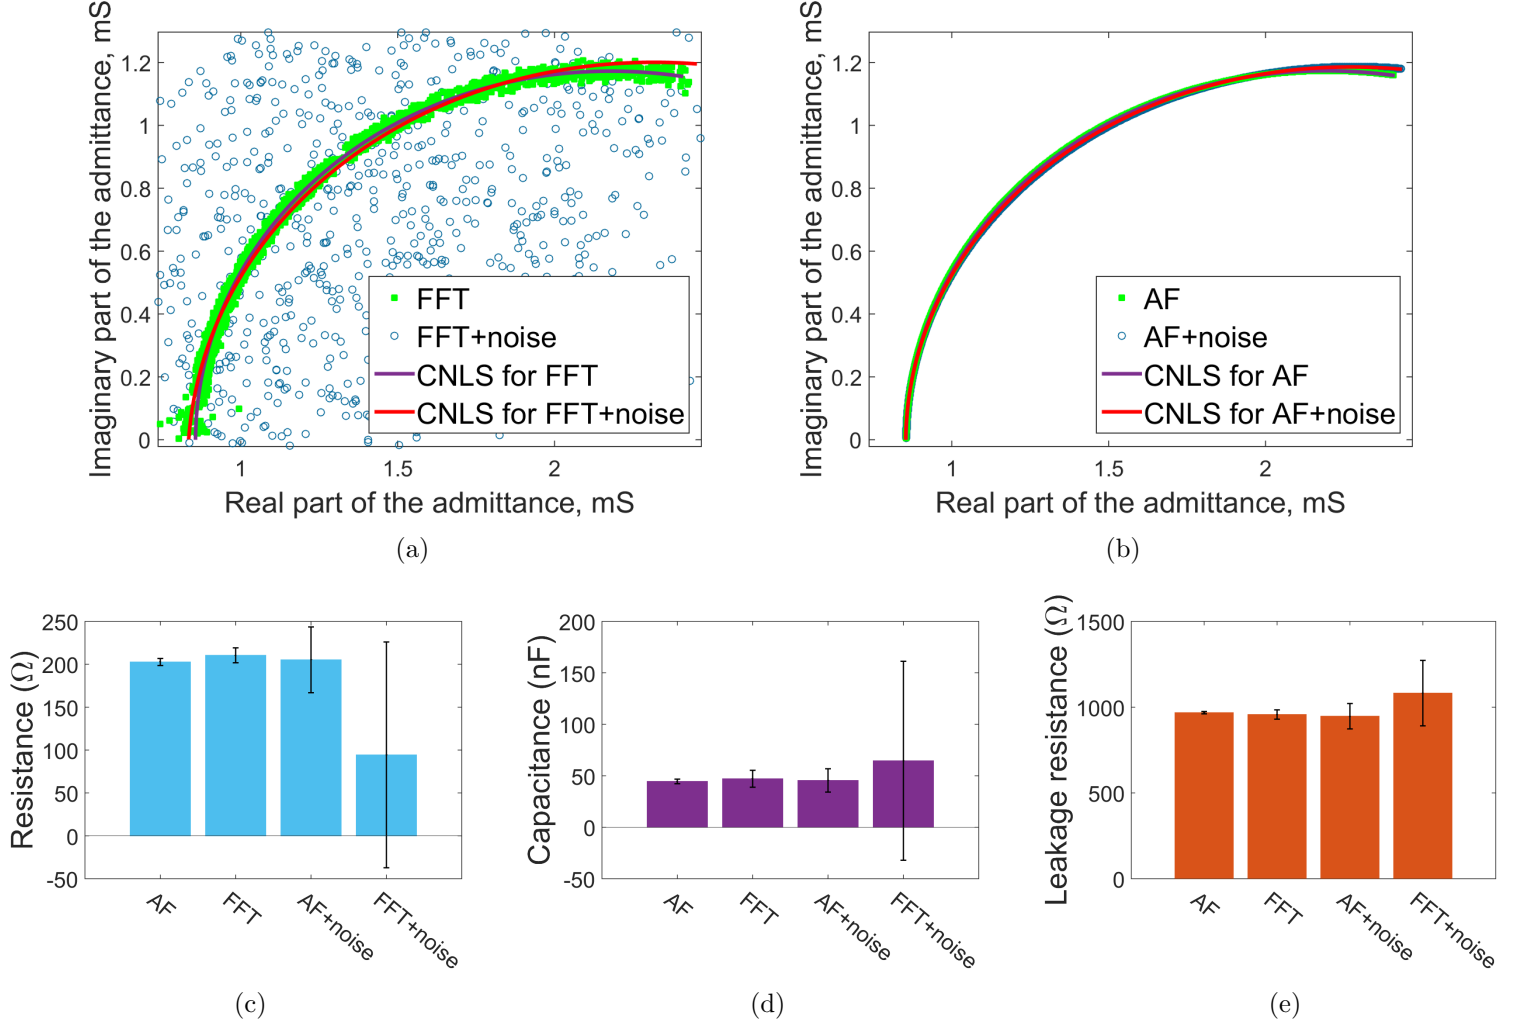 Imaginary part of the admittance, mS
1.2
1
0.8
0.6
0.4
0.2
0
1
1.5
2
Real part of the admittance, mS
FFT
FFT+noise
CNLS for FFT
CNLS for FFT+noise
(a)
Imaginary part of the admittance, mS
1.2
1
0.8
0.6
0.4
0.2
0
1
1.5
2
Real part of the admittance, mS
AF
AF+noise
CNLS for AF
CNLS for AF+noise
(b)
Resistance (Ω)
250
200
150
100
50
0
-50
AF
FFT
AF+noise
FFT+noise
(c)
Capacitance (nF)
200
150
100
50
0
-50
AF
FFT
AF+noise
FFT+noise
(d)
Leakage resistance (Ω)
1500
1000
500
0
AF
FFT
AF+noise
FFT+noise
(e)